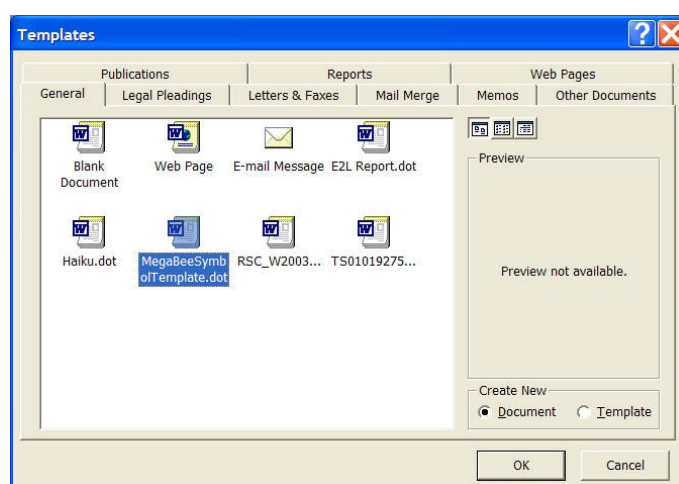 Templates
Publications
Reports
Web Pages
General
Legal Pleadings
Letters & Faxes
Mail Merge
Memos
Other Documents
Blank
Document
Web Page
E-mail Message
E2L Report.dot
Haiku.dot
MegaBeeSymb
olTemplate.dot
RSC_W2003...
TS01019275...
Preview
Preview not available.
Create New
Document
Template
OK
Cancel